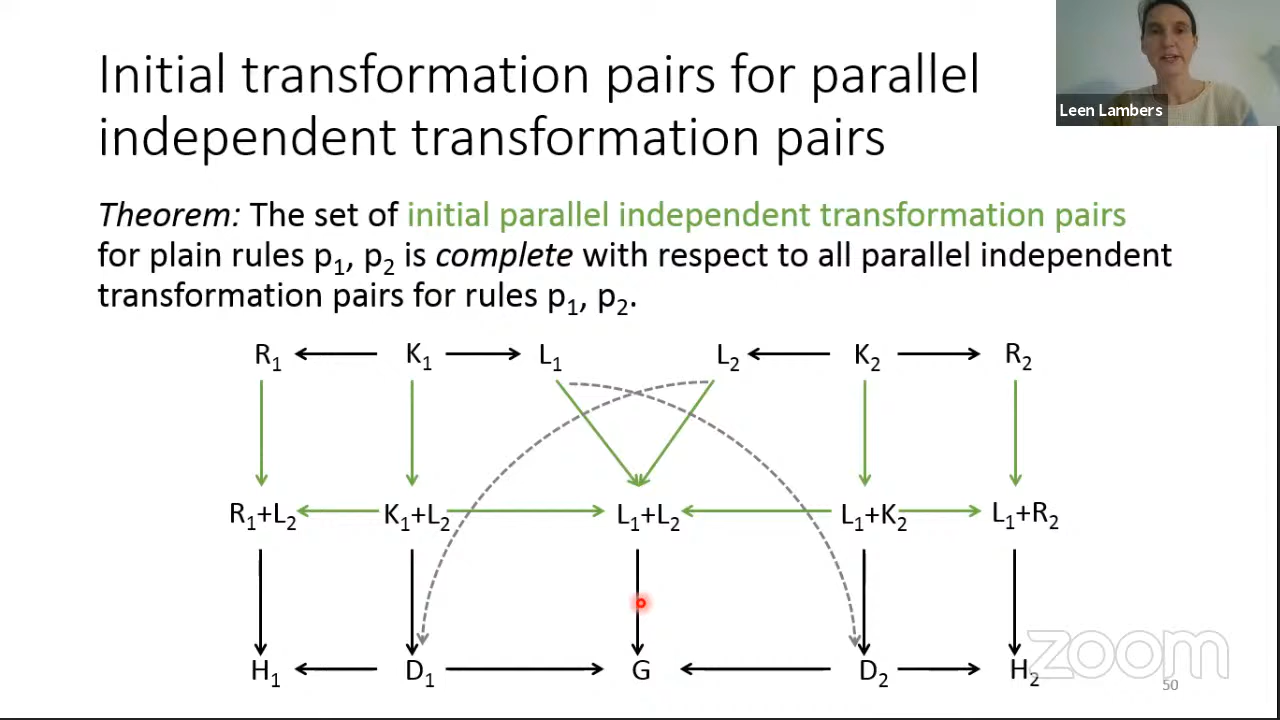 Initial transformation pairs for parallel
independent transformation pairs
Leen Lambers
Theorem: The set of initial parallel independent transformation pairs
for plain rules p₁, p₂ is complete with respect to all parallel independent
transformation pairs for rules p₁, p₂.
R₁ K₁ L₁ L₂ K₂ R₂
R₁+L₂ K₁+L₂ L₁+L₂ L₁+K₂ L₁+R₂
H₁ D₁ G D₂ H₂
zoom
50